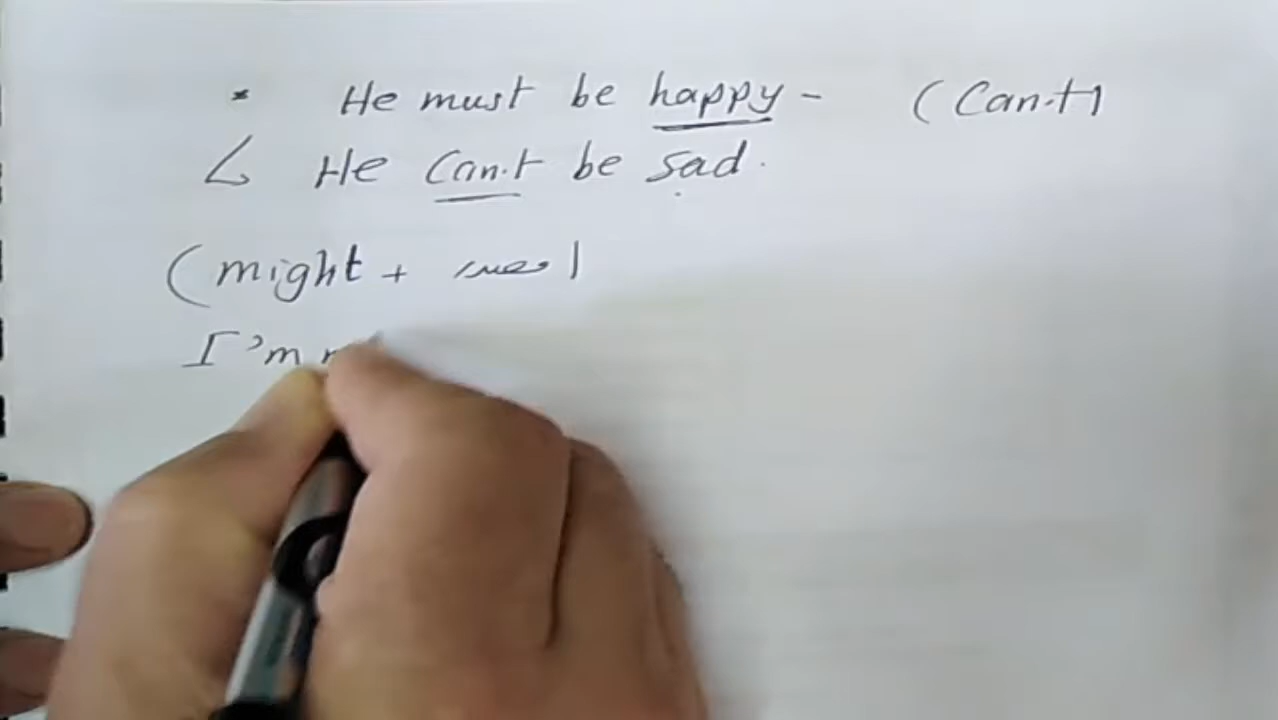 * He must be happy - (Can't)
He can't be sad.
(might + مصدر)
I'm